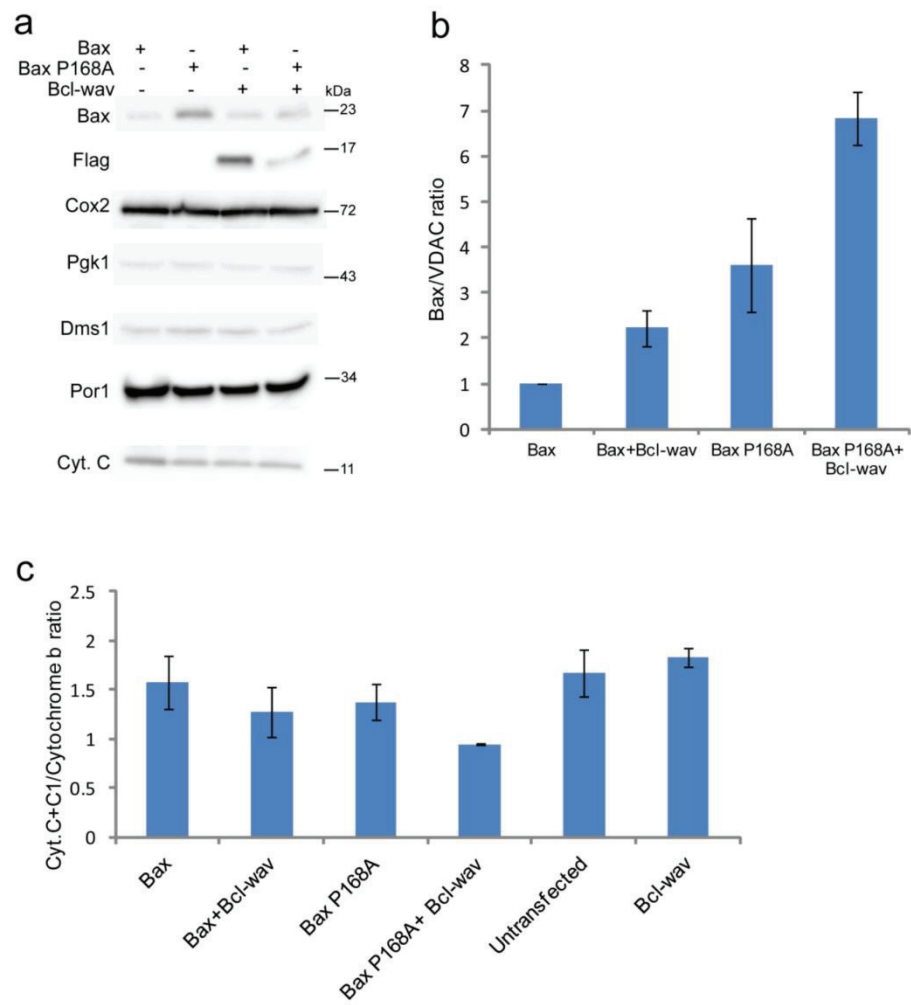 a
Bax + - + -
Bax P168A - + - +
Bcl-wav - - + + kDa
Bax 23
Flag 17
Cox2 72
Pgk1 43
Dms1
Por1 34
Cyt. C 11
b
Bax/VDAC ratio
8
7
6
5
4
3
2
1
0
Bax Bax+Bcl-wav Bax P168A Bax P168A+
Bcl-wav
c
Cyt.C+C1/Cytochrome b ratio
2.5
2
1.5
1
0.5
0
Bax
Bax+Bcl-wav
Bax P168A
Bax P168A+ Bcl-wav
Untransfected
Bcl-wav